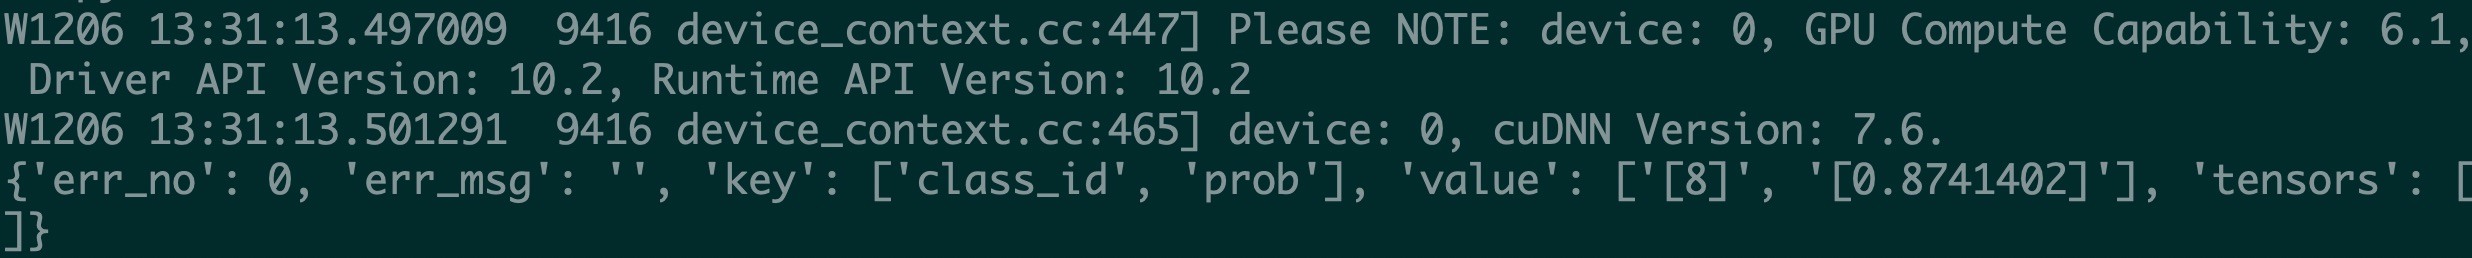 W1206 13:31:13.497009  9416 device_context.cc:447] Please NOTE: device: 0, GPU Compute Capability: 6.1,
 Driver API Version: 10.2, Runtime API Version: 10.2
W1206 13:31:13.501291  9416 device_context.cc:465] device: 0, cuDNN Version: 7.6.
{'err_no': 0, 'err_msg': '', 'key': ['class_id', 'prob'], 'value': ['[8]', '[0.8741402]'], 'tensors': [
]}